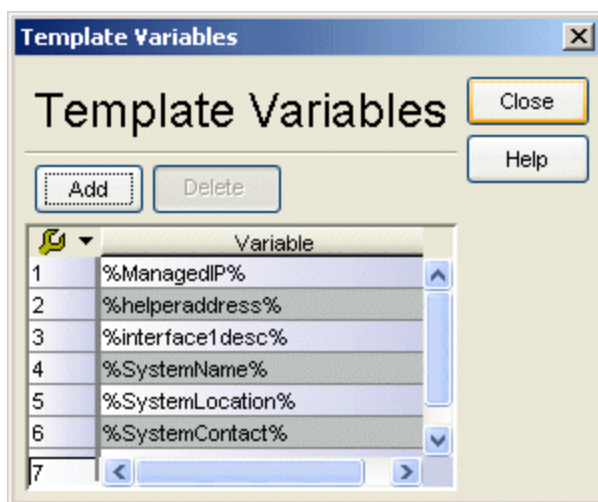 Template Variables
Template Variables
Close
Help
Add
Delete
Variable
1 %ManagedIP%
2 %helperaddress%
3 %interface1desc%
4 %SystemName%
5 %SystemLocation%
6 %SystemContact%
7